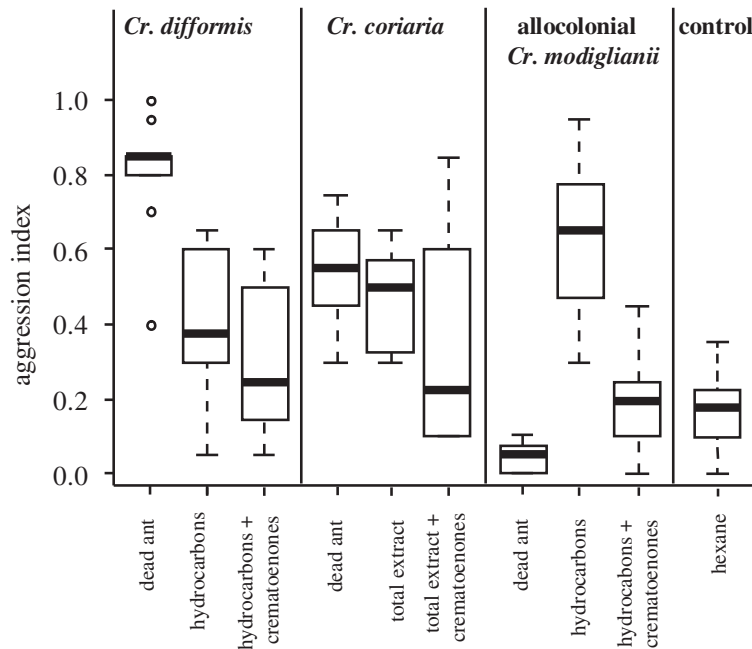 Cr. difformis
Cr. coriaria
allocolonial
Cr. modiglianii
control
aggression index
1.0
0.8
0.6
0.4
0.2
0.0
dead ant
hydrocarbons
hydrocarbons +
crematoenones
dead ant
total extract
total extract +
crematoenones
dead ant
hydrocarbons
hydrocabons +
crematoenones
hexane